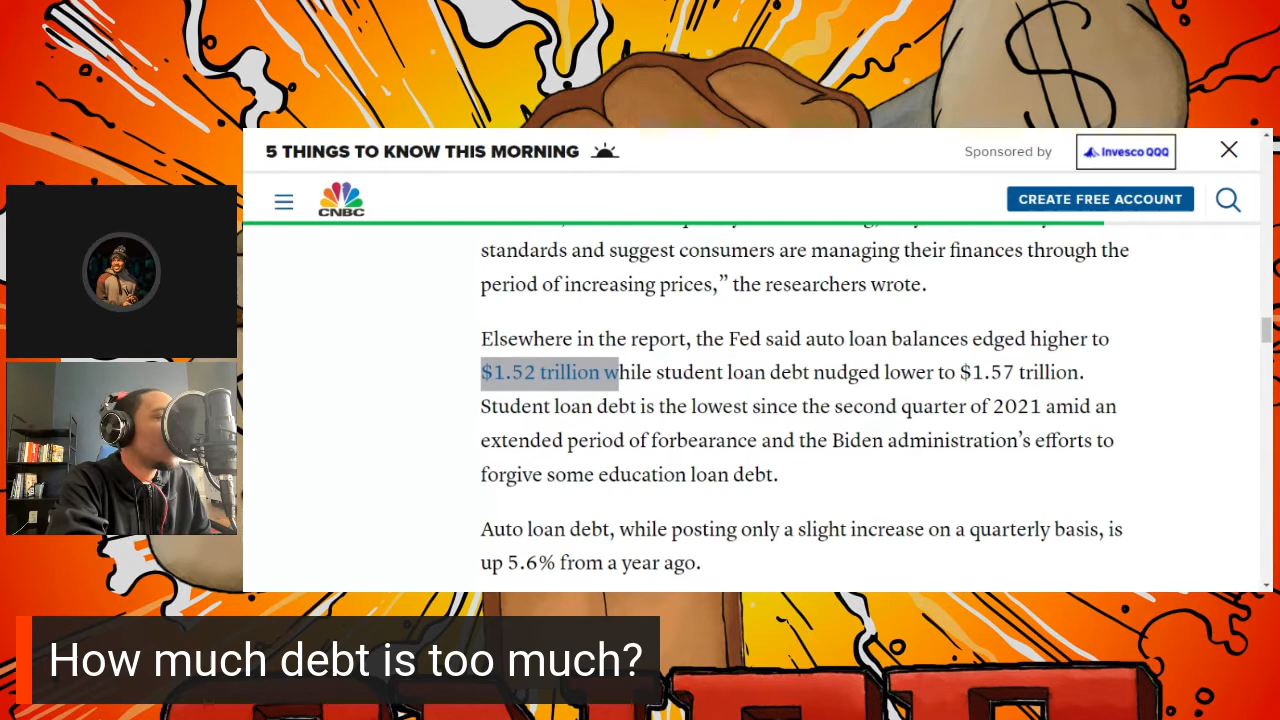 5 THINGS TO KNOW THIS MORNING
Sponsored by
Invesco QQQ
CNBC
CREATE FREE ACCOUNT
standards and suggest consumers are managing their finances through the
period of increasing prices,” the researchers wrote.
Elsewhere in the report, the Fed said auto loan balances edged higher to
$1.52 trillion while student loan debt nudged lower to $1.57 trillion.
Student loan debt is the lowest since the second quarter of 2021 amid an
extended period of forbearance and the Biden administration’s efforts to
forgive some education loan debt.
Auto loan debt, while posting only a slight increase on a quarterly basis, is
up 5.6% from a year ago.
How much debt is too much?